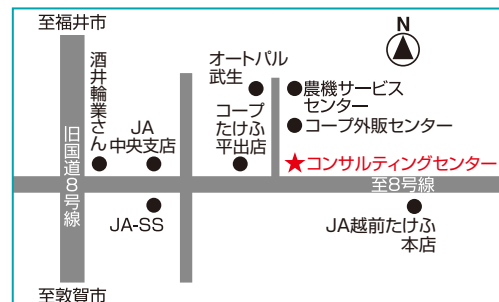 至福井市
酒井輪業さん
旧国道8号線
至敦賀市
JA
中央支店
JA-SS
オートパル
武生
コープ
たけふ
平出店
N
農機サービス
センター
コープ外販センター
★コンサルティングセンター
至8号線
JA越前たけふ
本店